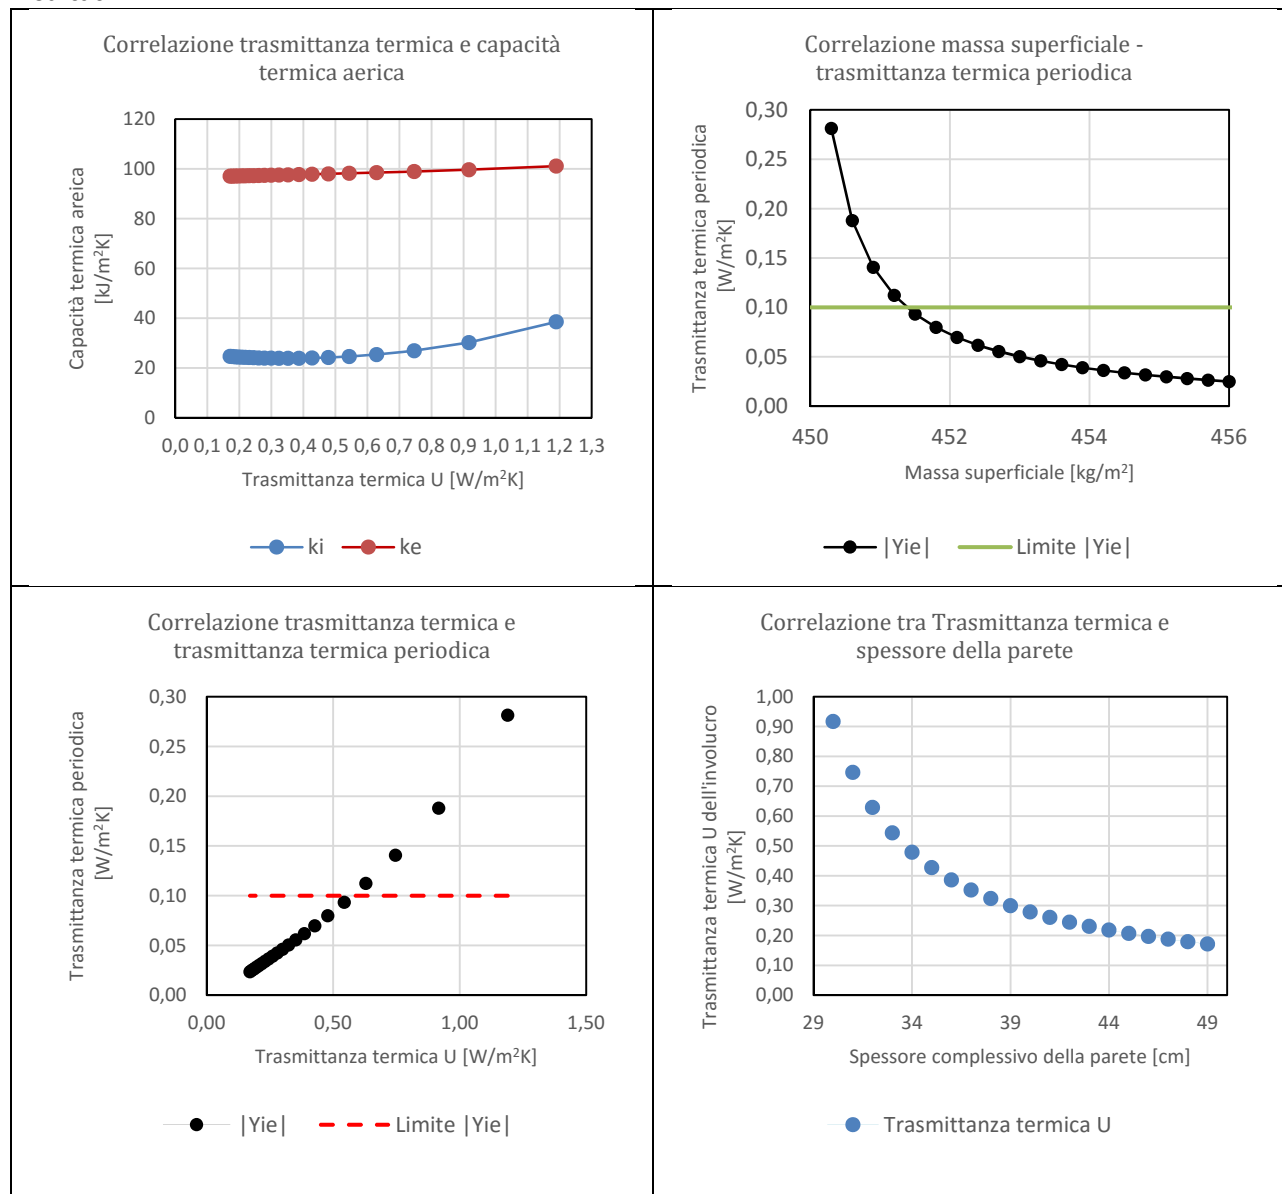 Correlazione trasmittanza termica e capacità
termica aerica
Capacità termica areica
[kJ/m²K]
120
100
80
60
40
20
0
0,0 0,1 0,2 0,3 0,4 0,5 0,6 0,7 0,8 0,9 1,0 1,1 1,2 1,3
Trasmittanza termica U [W/m²K]
ki ke
Correlazione massa superficiale -
trasmittanza termica periodica
Trasmittanza termica periodica
[W/m²K]
0,30
0,25
0,20
0,15
0,10
0,05
0,00
450 452 454 456
Massa superficiale [kg/m²]
|Yie| Limite |Yie|
Correlazione trasmittanza termica e
trasmittanza termica periodica
Trasmittanza termica periodica
[W/m²K]
0,30
0,25
0,20
0,15
0,10
0,05
0,00
0,00 0,50 1,00 1,50
Trasmittanza termica U [W/m²K]
|Yie| Limite |Yie|
Correlazione tra Trasmittanza termica e
spessore della parete
Trasmittanza termica U dell'involucro
[W/m²K]
1,00
0,90
0,80
0,70
0,60
0,50
0,40
0,30
0,20
0,10
0,00
29 34 39 44 49
Spessore complessivo della parete [cm]
Trasmittanza termica U